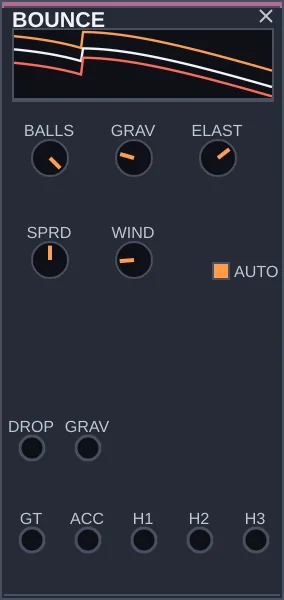 BOUNCE
BALLS GRAV ELAST
SPRD WIND
AUTO
DROP GRAV
GT ACC H1 H2 H3